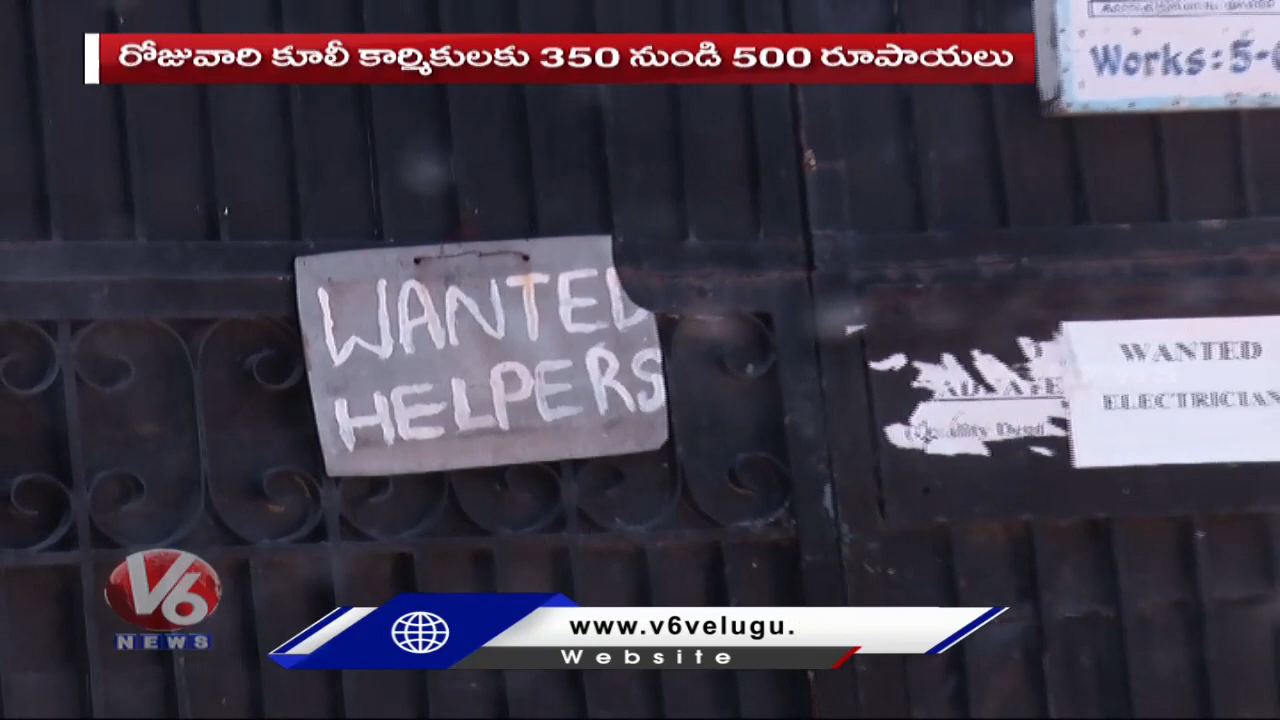 రోజువారి కూలీ కార్మికులకు 350 నుండి 500 రూపాయలు
Works: 5-
WANTED
HELPERS
WANTED
ELECTRICIAN
V6
NEWS
www.v6velugu.
Website